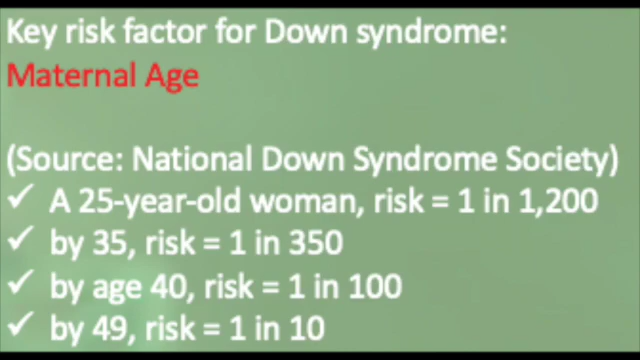 Key risk factor for Down syndrome:
Maternal Age
(Source: National Down Syndrome Society)
✓ A 25-year-old woman, risk = 1 in 1,200
✓ by 35, risk = 1 in 350
✓ by age 40, risk = 1 in 100
✓ by 49, risk = 1 in 10